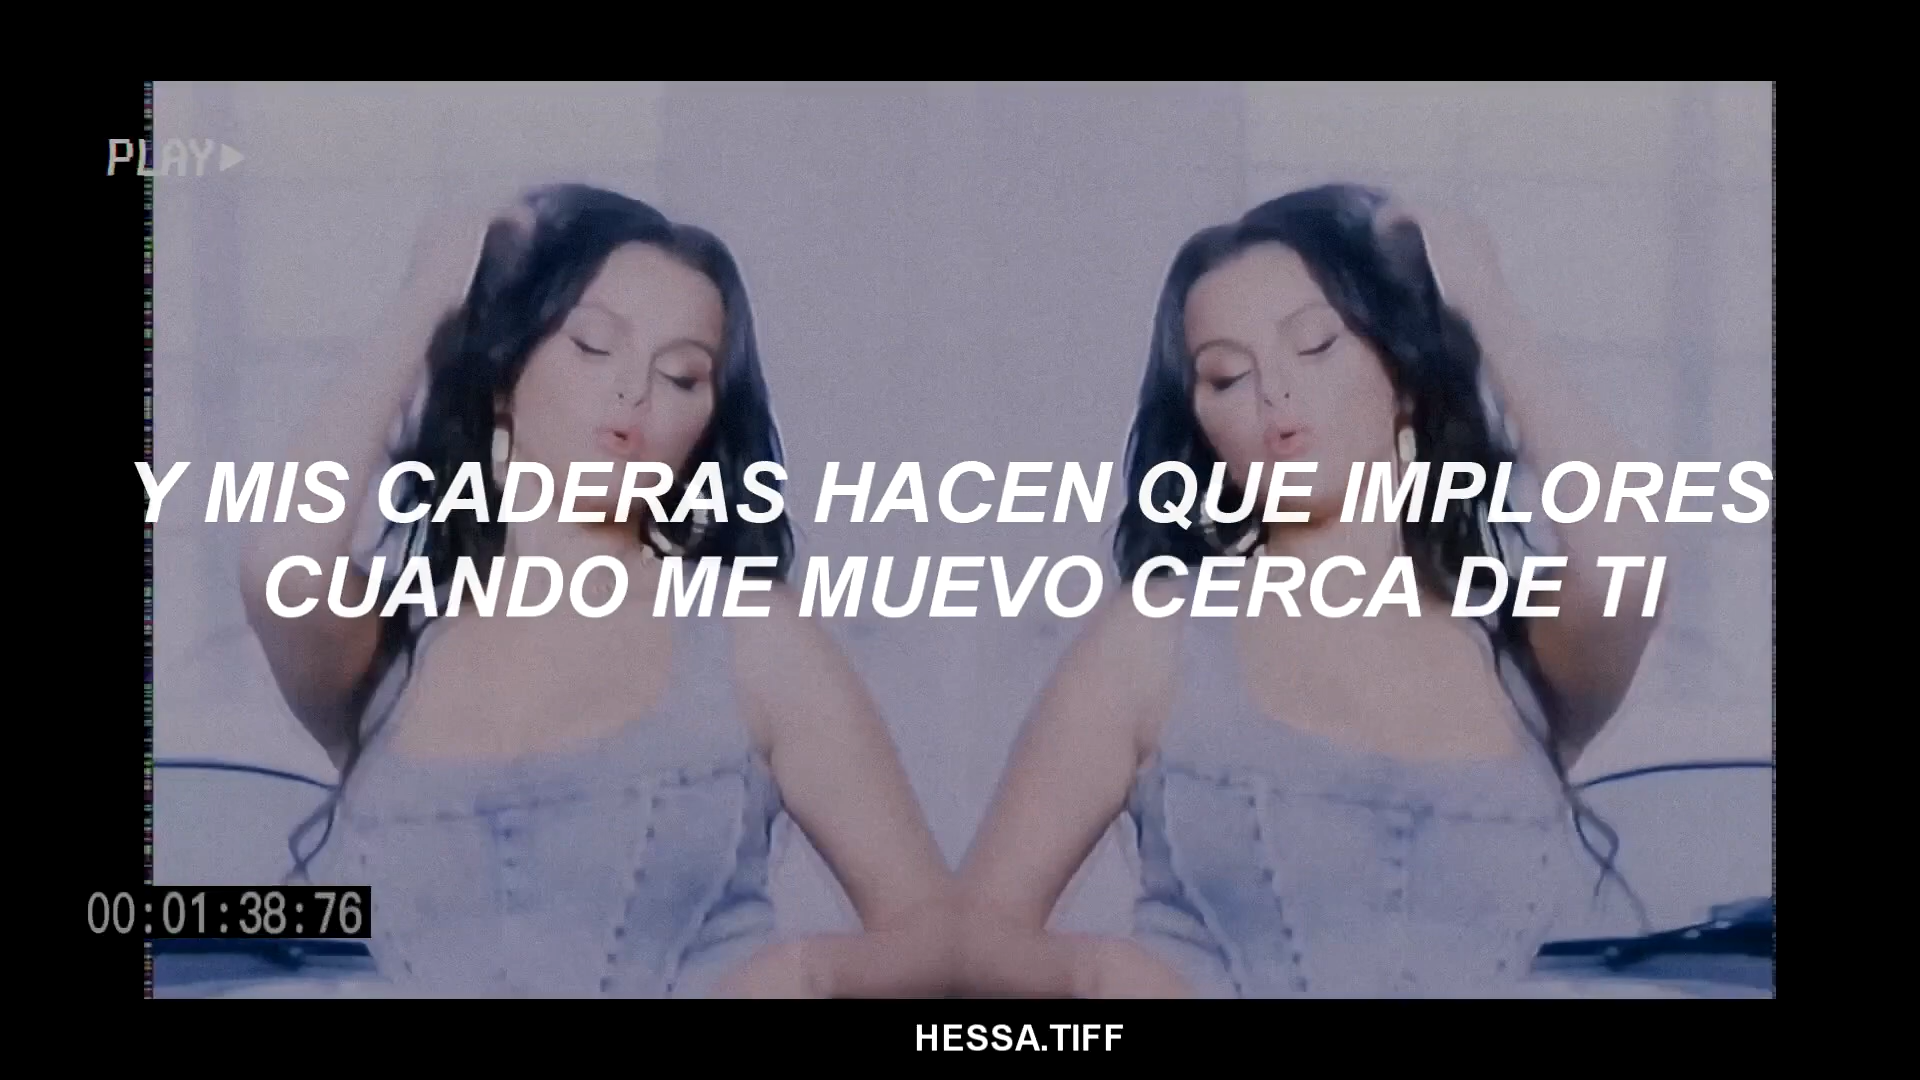 PLAY▶
Y MIS CADERAS HACEN QUE IMPLORES
CUANDO ME MUEVO CERCA DE TI
00:01:38:76
HESSA.TIFF